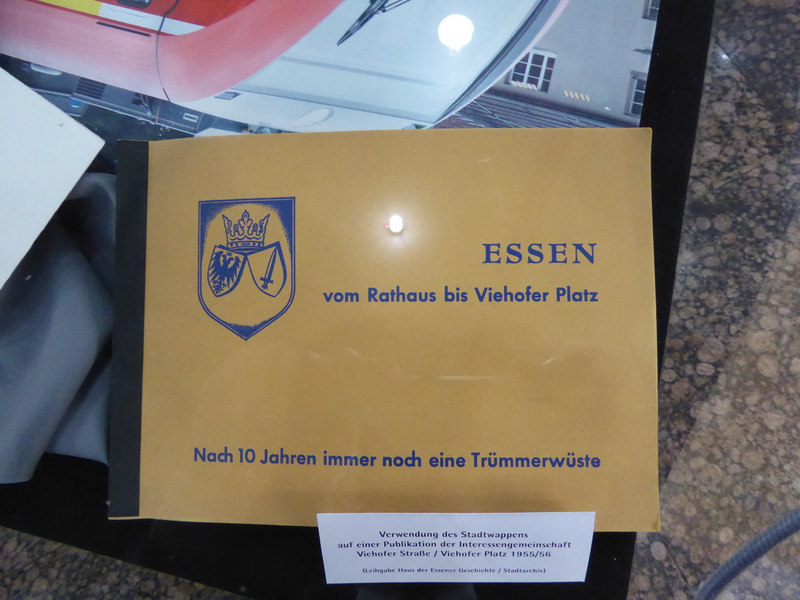 ESSEN
vom Rathaus bis Viehofer Platz
Nach 10 Jahren immer noch eine Trümmerwüste
Verwendung des Stadtwappens
auf einer Publikation der Interessengemeinschaft
Viehofer Straße / Viehofer Platz 1955/56
(Leihgabe Haus der Essener Geschichte / Stadtarchiv)